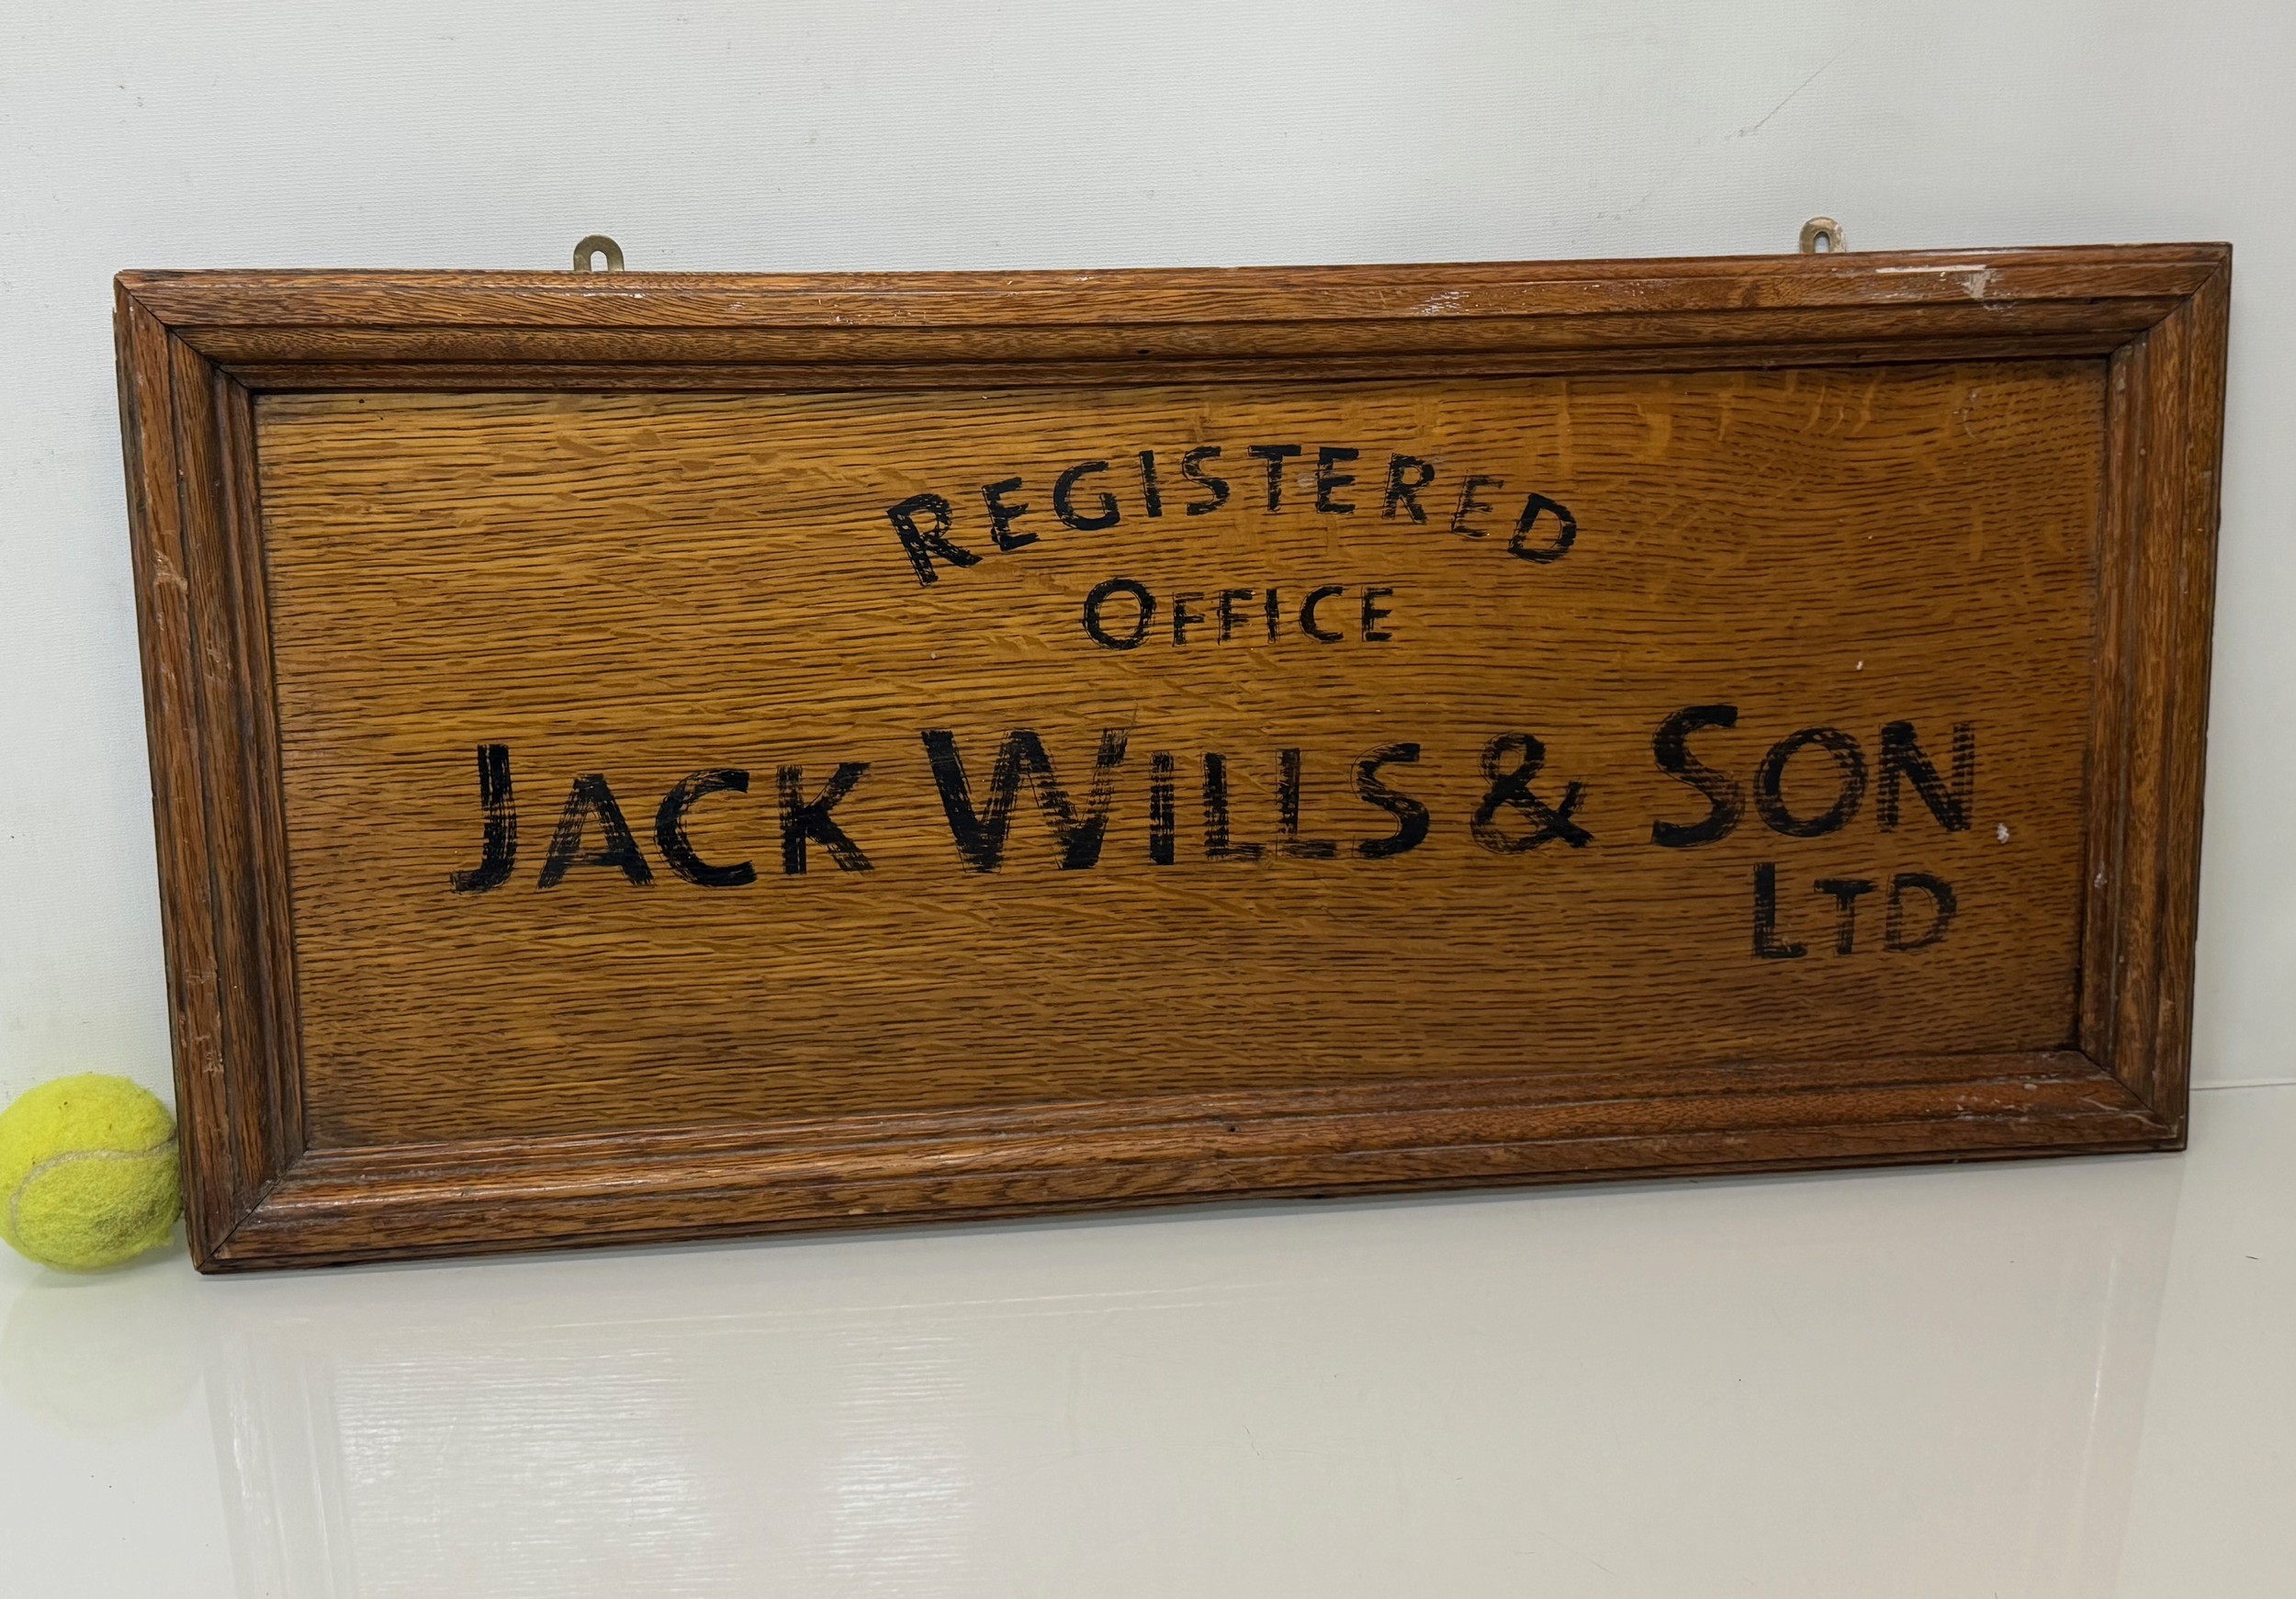 REGISTERED
OFFICE
JACK WILLS & SON
LTD